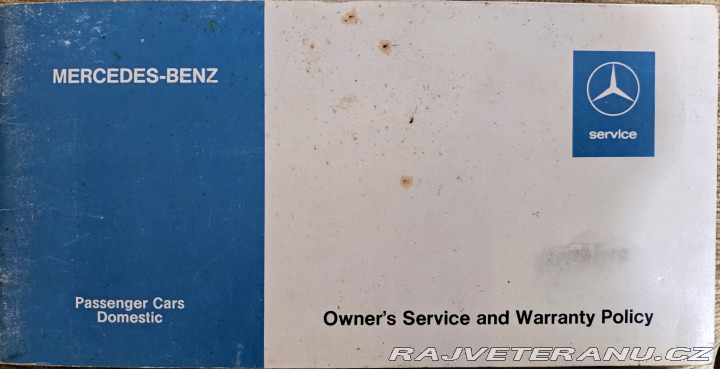 MERCEDES-BENZ
service
Passenger Cars
Domestic
Owner's Service and Warranty Policy
RAJVETERANU.CZ